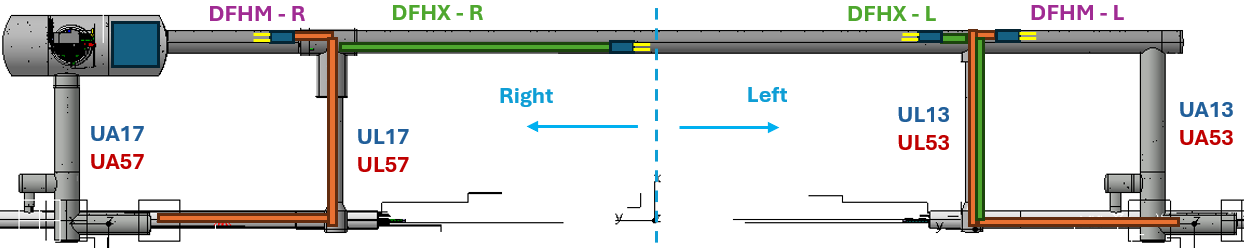 DFHM - R
DFHX - R
DFHX - L
DFHM - L
Right
Left
UA17
UA57
UL17
UL57
UL13
UL53
UA13
UA53
y
z